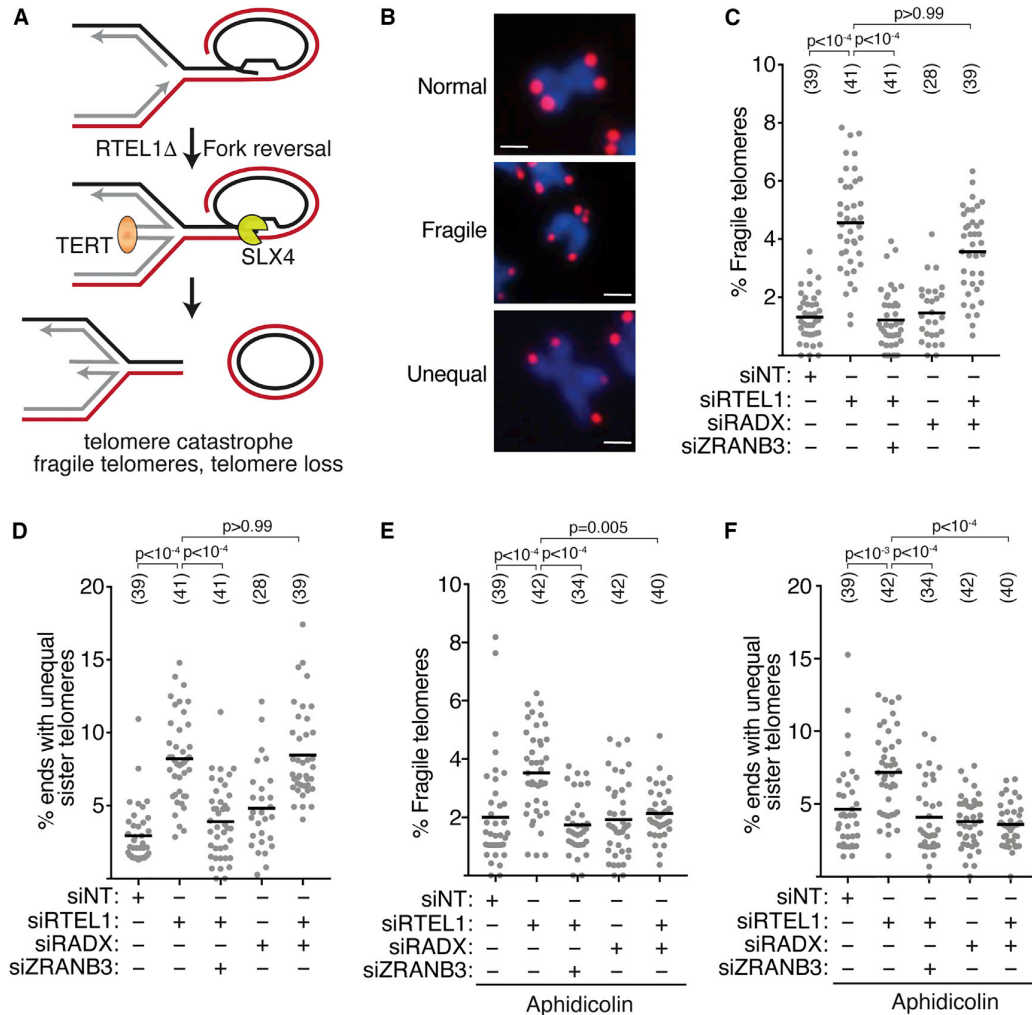 A
RTEL1Δ
Fork reversal
TERT
SLX4
telomere catastrophe
fragile telomeres, telomere loss
B
Normal
Fragile
Unequal
C
p>0.99
p<10⁻⁴ p<10⁻⁴
(39) (41) (41) (28) (39)
% Fragile telomeres
10
8
6
4
2
siNT: + – – – –
siRTEL1: – + + – +
siRADX: – – – + +
siZRANB3: – – + – –
D
p>0.99
p<10⁻⁴ p<10⁻⁴
(39) (41) (41) (28) (39)
% ends with unequal
sister telomeres
20
15
10
5
siNT: + – – – –
siRTEL1: – + + – +
siRADX: – – – + +
siZRANB3: – – + – –
E
p=0.005
p<10⁻⁴ p<10⁻⁴
(39) (42) (34) (42) (40)
% Fragile telomeres
10
8
6
4
2
0
siNT: + – – – –
siRTEL1: – + + – +
siRADX: – – – + +
siZRANB3: – – + – –
Aphidicolin
F
p<10⁻⁴
p<10⁻³ p<10⁻⁴
(39) (42) (34) (42) (40)
% ends with unequal
sister telomeres
20
15
10
5
0
siNT: + – – – –
siRTEL1: – + + – +
siRADX: – – – + +
siZRANB3: – – + – –
Aphidicolin